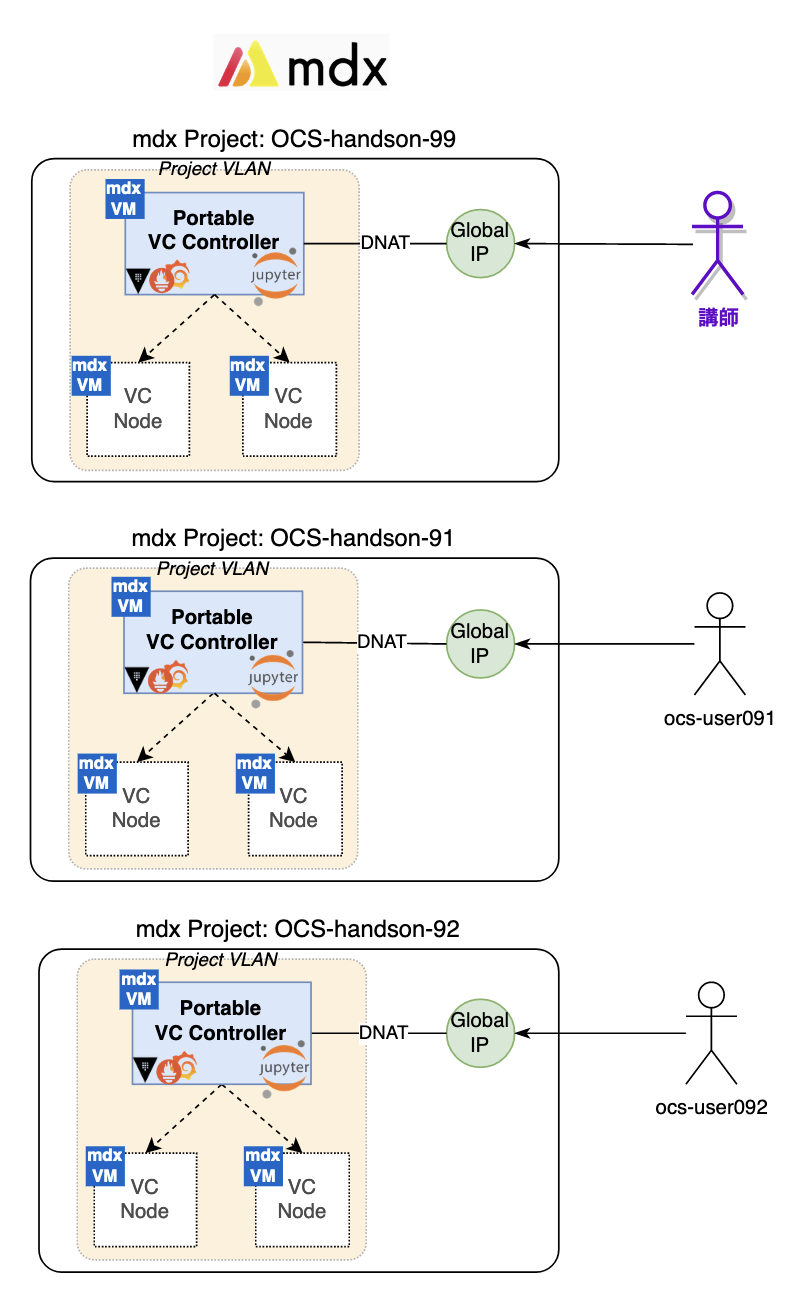 mdx
mdx Project: OCS-handson-99
Project VLAN
mdx
VM
Portable
VC Controller
jupyter
DNAT
Global
IP
講師
mdx
VM
VC
Node
mdx
VM
VC
Node
mdx Project: OCS-handson-91
Project VLAN
mdx
VM
Portable
VC Controller
jupyter
DNAT
Global
IP
ocs-user091
mdx
VM
VC
Node
mdx
VM
VC
Node
mdx Project: OCS-handson-92
Project VLAN
mdx
VM
Portable
VC Controller
jupyter
DNAT
Global
IP
ocs-user092
mdx
VM
VC
Node
mdx
VM
VC
Node